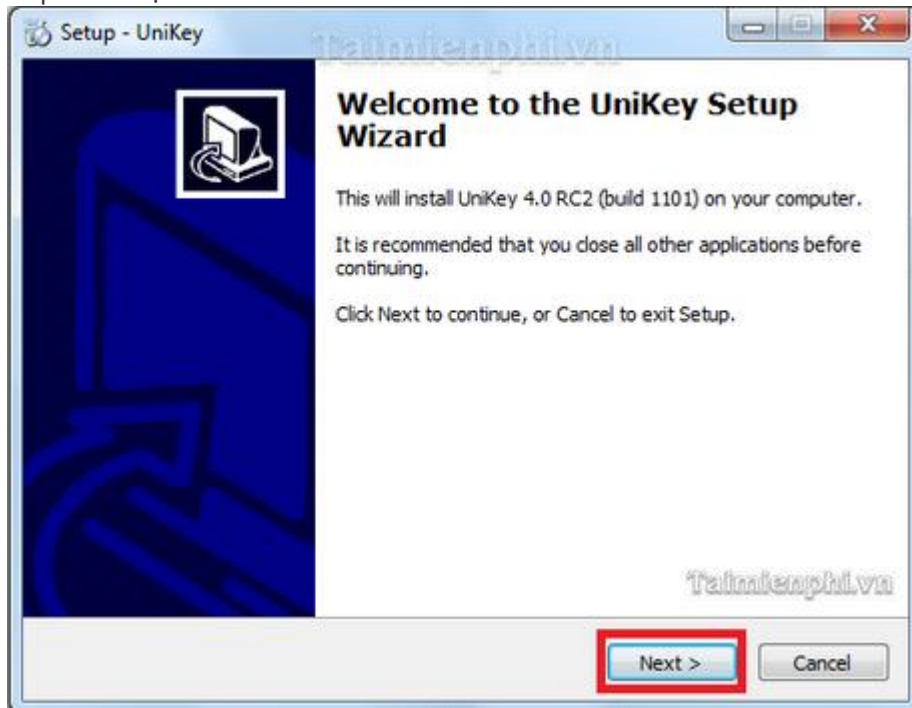 Setup - UniKey
Taimienphi.vn
Welcome to the UniKey Setup
Wizard
This will install UniKey 4.0 RC2 (build 1101) on your computer.
It is recommended that you close all other applications before
continuing.
Click Next to continue, or Cancel to exit Setup.
Taimienphi.vn
Next >
Cancel